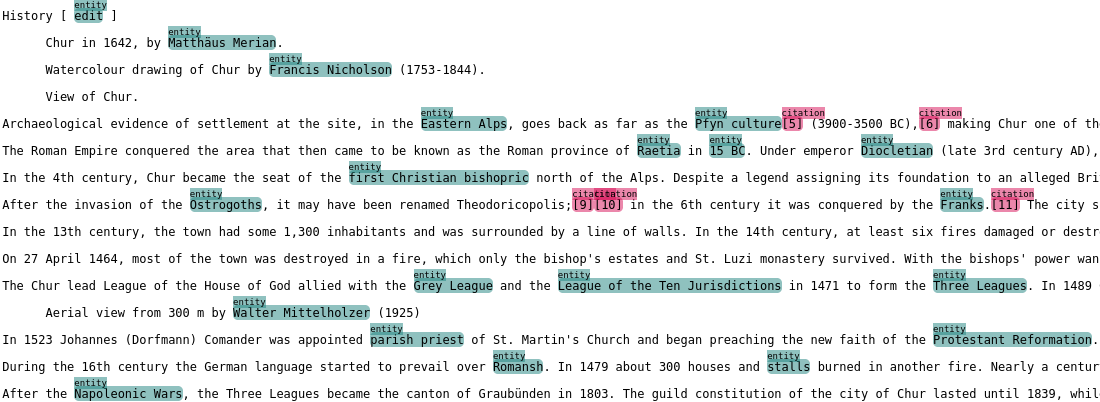 entity
History [ edit ]
entity
Chur in 1642, by Matthäus Merian.
entity
Watercolour drawing of Chur by Francis Nicholson (1753-1844).
View of Chur.
entity entity citation citation
Archaeological evidence of settlement at the site, in the Eastern Alps, goes back as far as the Pfyn culture[5] (3900-3500 BC),[6] making Chur one of th
entity entity entity
The Roman Empire conquered the area that then came to be known as the Roman province of Raetia in 15 BC. Under emperor Diocletian (late 3rd century AD),
entity
In the 4th century, Chur became the seat of the first Christian bishopric north of the Alps. Despite a legend assigning its foundation to an alleged Bri
entity citation citation entity citation
After the invasion of the Ostrogoths, it may have been renamed Theodoricopolis;[9][10] in the 6th century it was conquered by the Franks.[11] The city s
In the 13th century, the town had some 1,300 inhabitants and was surrounded by a line of walls. In the 14th century, at least six fires damaged or destr
On 27 April 1464, most of the town was destroyed in a fire, which only the bishop's estates and St. Luzi monastery survived. With the bishops' power wan
entity entity entity
The Chur lead League of the House of God allied with the Grey League and the League of the Ten Jurisdictions in 1471 to form the Three Leagues. In 1489
entity
Aerial view from 300 m by Walter Mittelholzer (1925)
entity entity
In 1523 Johannes (Dorfmann) Comander was appointed parish priest of St. Martin's Church and began preaching the new faith of the Protestant Reformation.
entity entity
During the 16th century the German language started to prevail over Romansh. In 1479 about 300 houses and stalls burned in another fire. Nearly a centur
entity
After the Napoleonic Wars, the Three Leagues became the canton of Graubünden in 1803. The guild constitution of the city of Chur lasted until 1839, whil